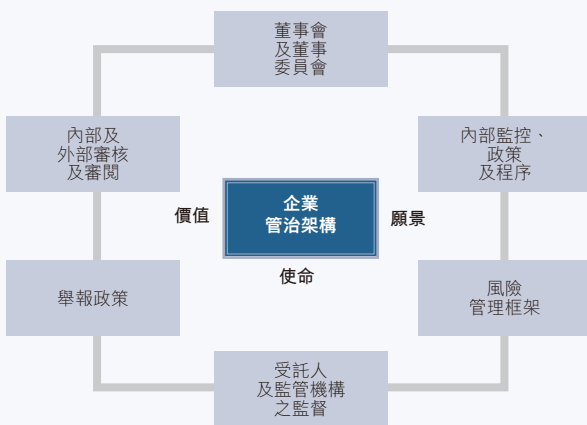 董事會
及董事
委員會
內部及
外部審核
及審閱
內部監控、
政策
及程序
企業
管治架構
價值
願景
使命
舉報政策
風險
管理框架
受託人
及監管機構
之監督